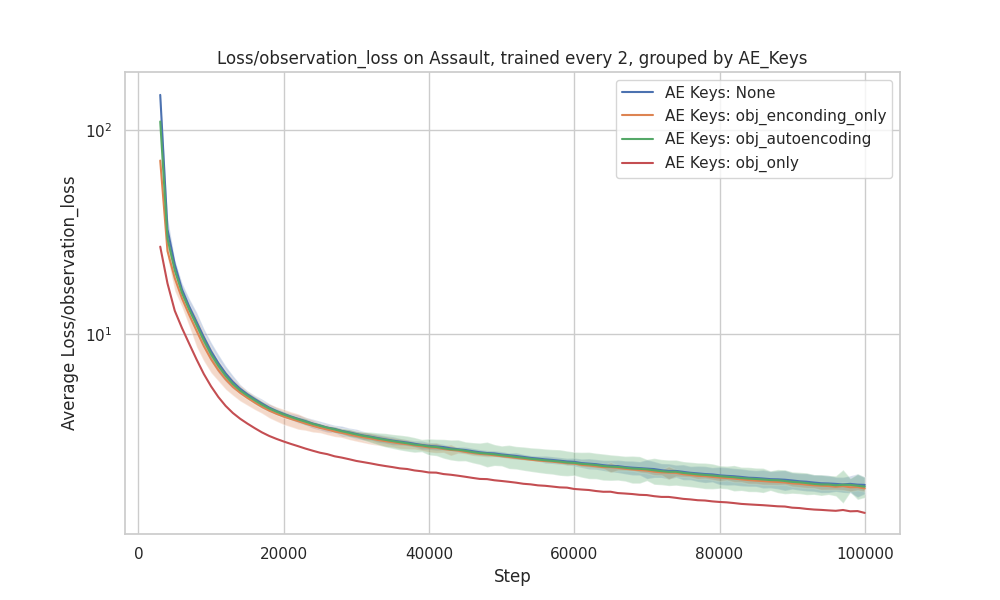 Loss/observation_loss on Assault, trained every 2, grouped by AE_Keys
AE Keys: None
AE Keys: obj_enconding_only
AE Keys: obj_autoencoding
AE Keys: obj_only
10²
10¹
Average Loss/observation_loss
0 20000 40000 60000 80000 100000
Step